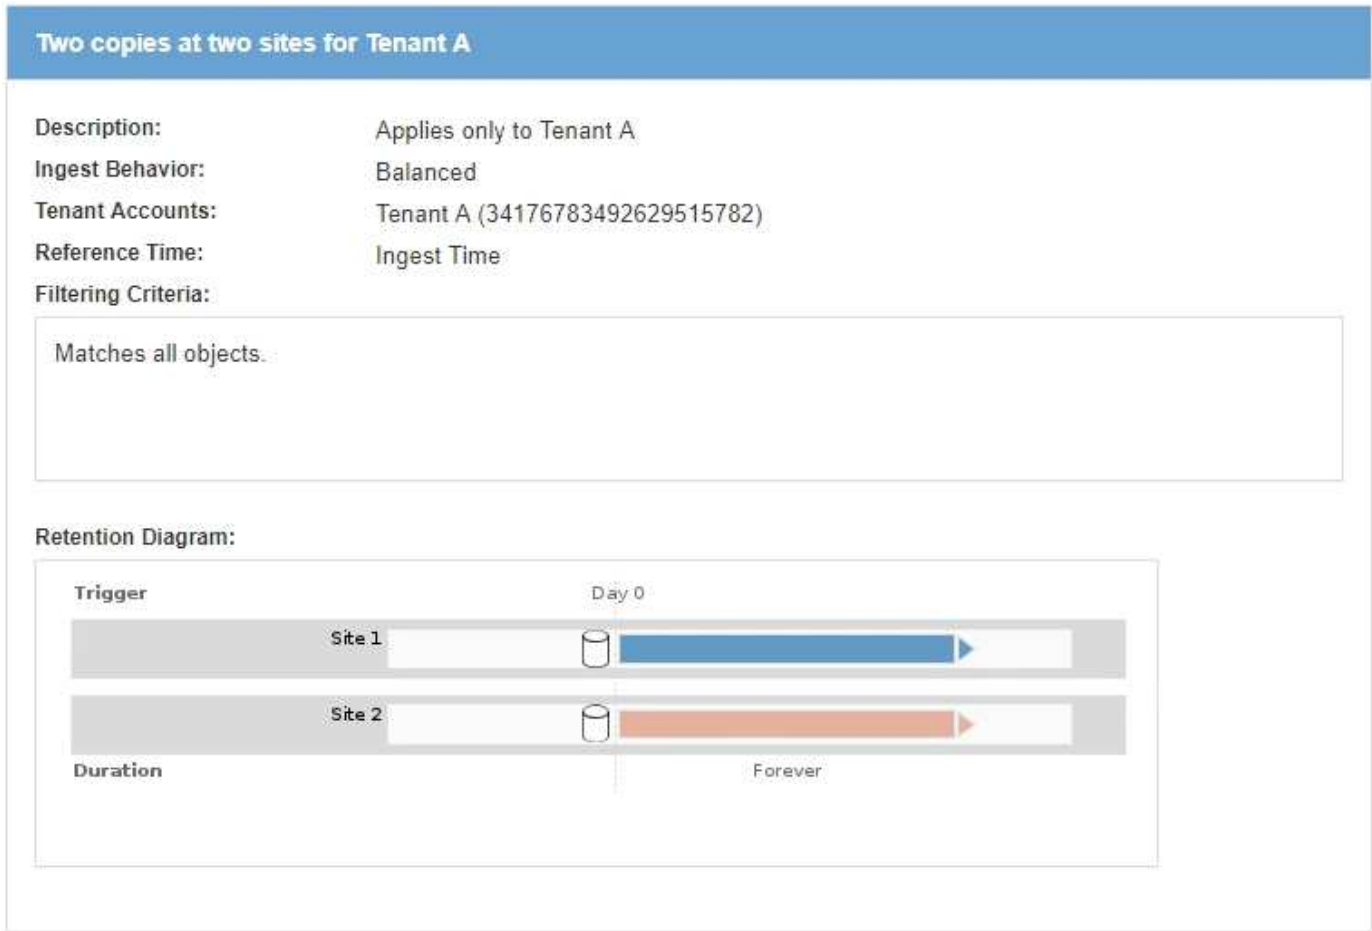 Two copies at two sites for Tenant A
Description: Applies only to Tenant A
Ingest Behavior: Balanced
Tenant Accounts: Tenant A (34176783492629515782)
Reference Time: Ingest Time
Filtering Criteria:
Matches all objects.
Retention Diagram:
Trigger Day 0
Site 1
Site 2
Duration Forever